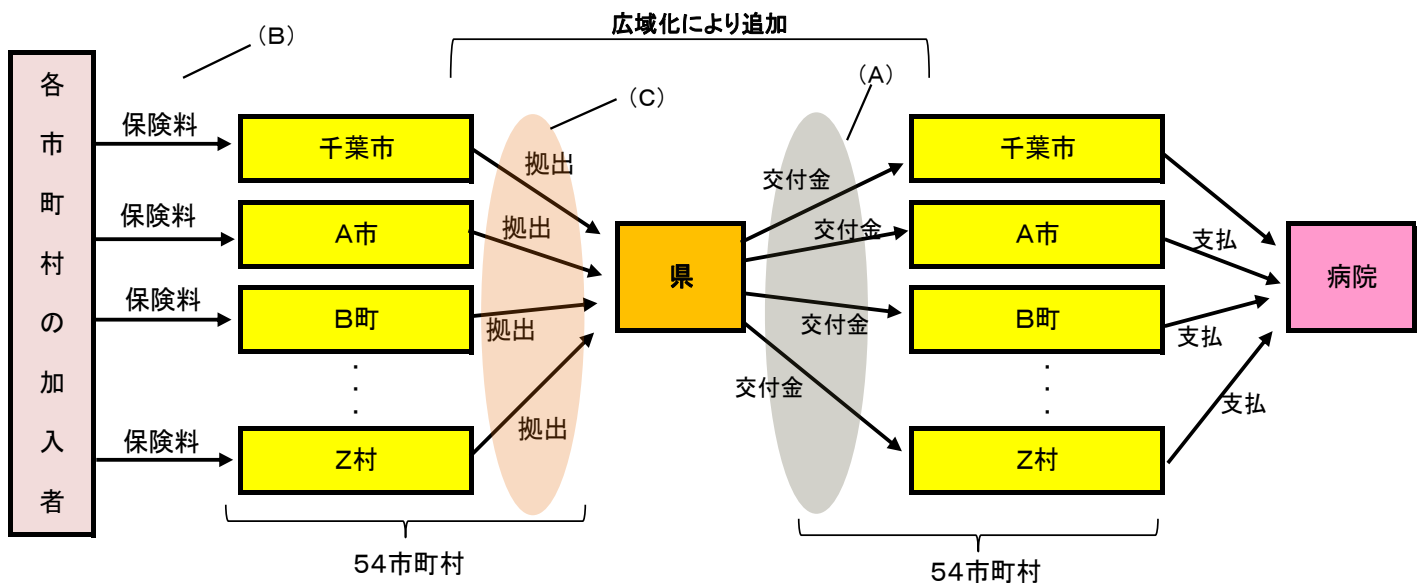 広域化により追加
(B)
(A)
(C)
各市町村の加入者
保険料
保険料
保険料
保険料
千葉市
A市
B町
・・・
Z村
拠出
拠出
拠出
拠出
県
交付金
交付金
交付金
交付金
千葉市
A市
B町
・・・
Z村
支払
支払
支払
病院
54市町村
54市町村